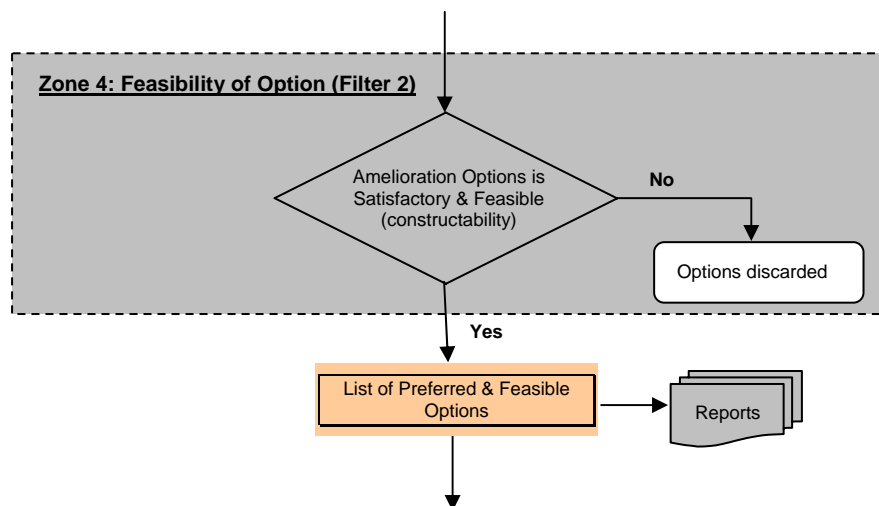 Zone 4: Feasibility of Option (Filter 2)
Amelioration Options is
Satisfactory & Feasible
(constructability)
No
Options discarded
Yes
List of Preferred & Feasible
Options
Reports